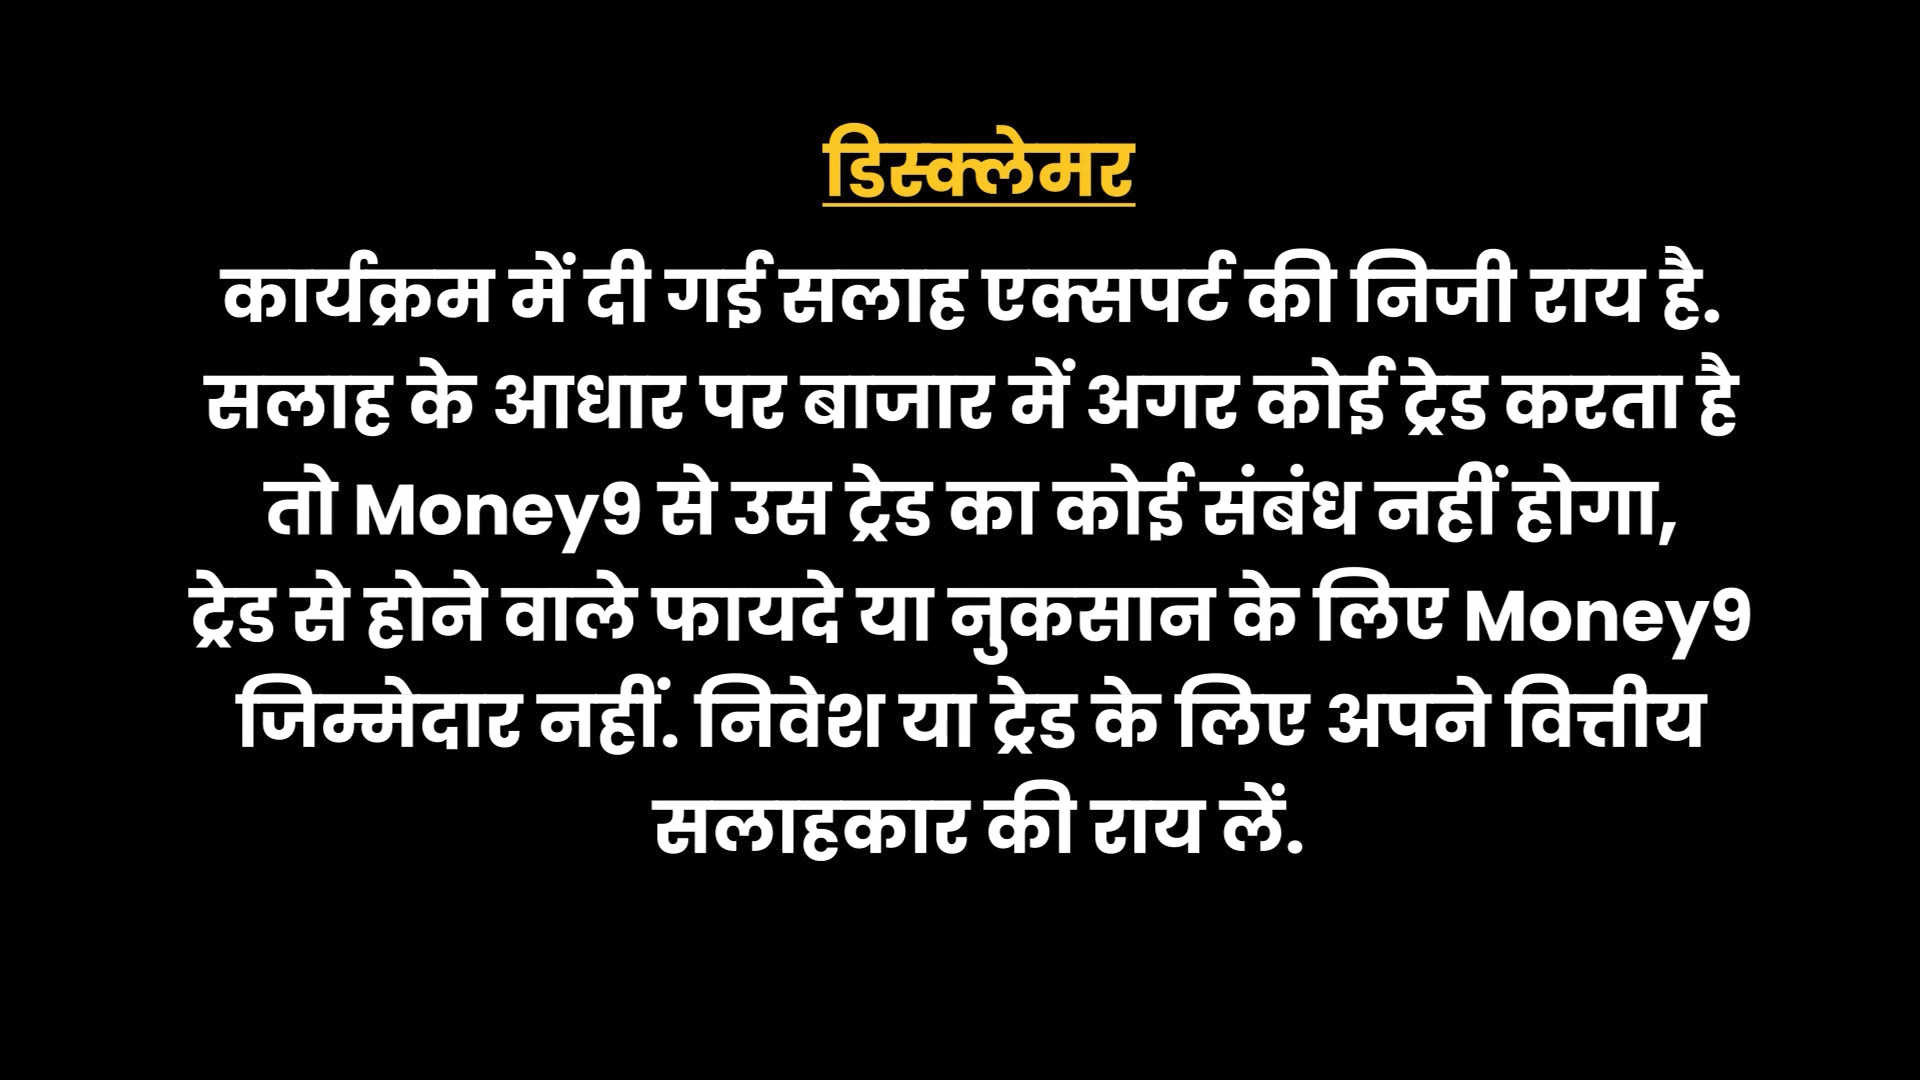 डिस्क्लेमर
कार्यक्रम में दी गई सलाह एक्सपर्ट की निजी राय है.
सलाह के आधार पर बाजार में अगर कोई ट्रेड करता है
तो Money9 से उस ट्रेड का कोई संबंध नहीं होगा,
ट्रेड से होने वाले फायदे या नुकसान के लिए Money9
जिम्मेदार नहीं. निवेश या ट्रेड के लिए अपने वित्तीय
सलाहकार की राय लें.